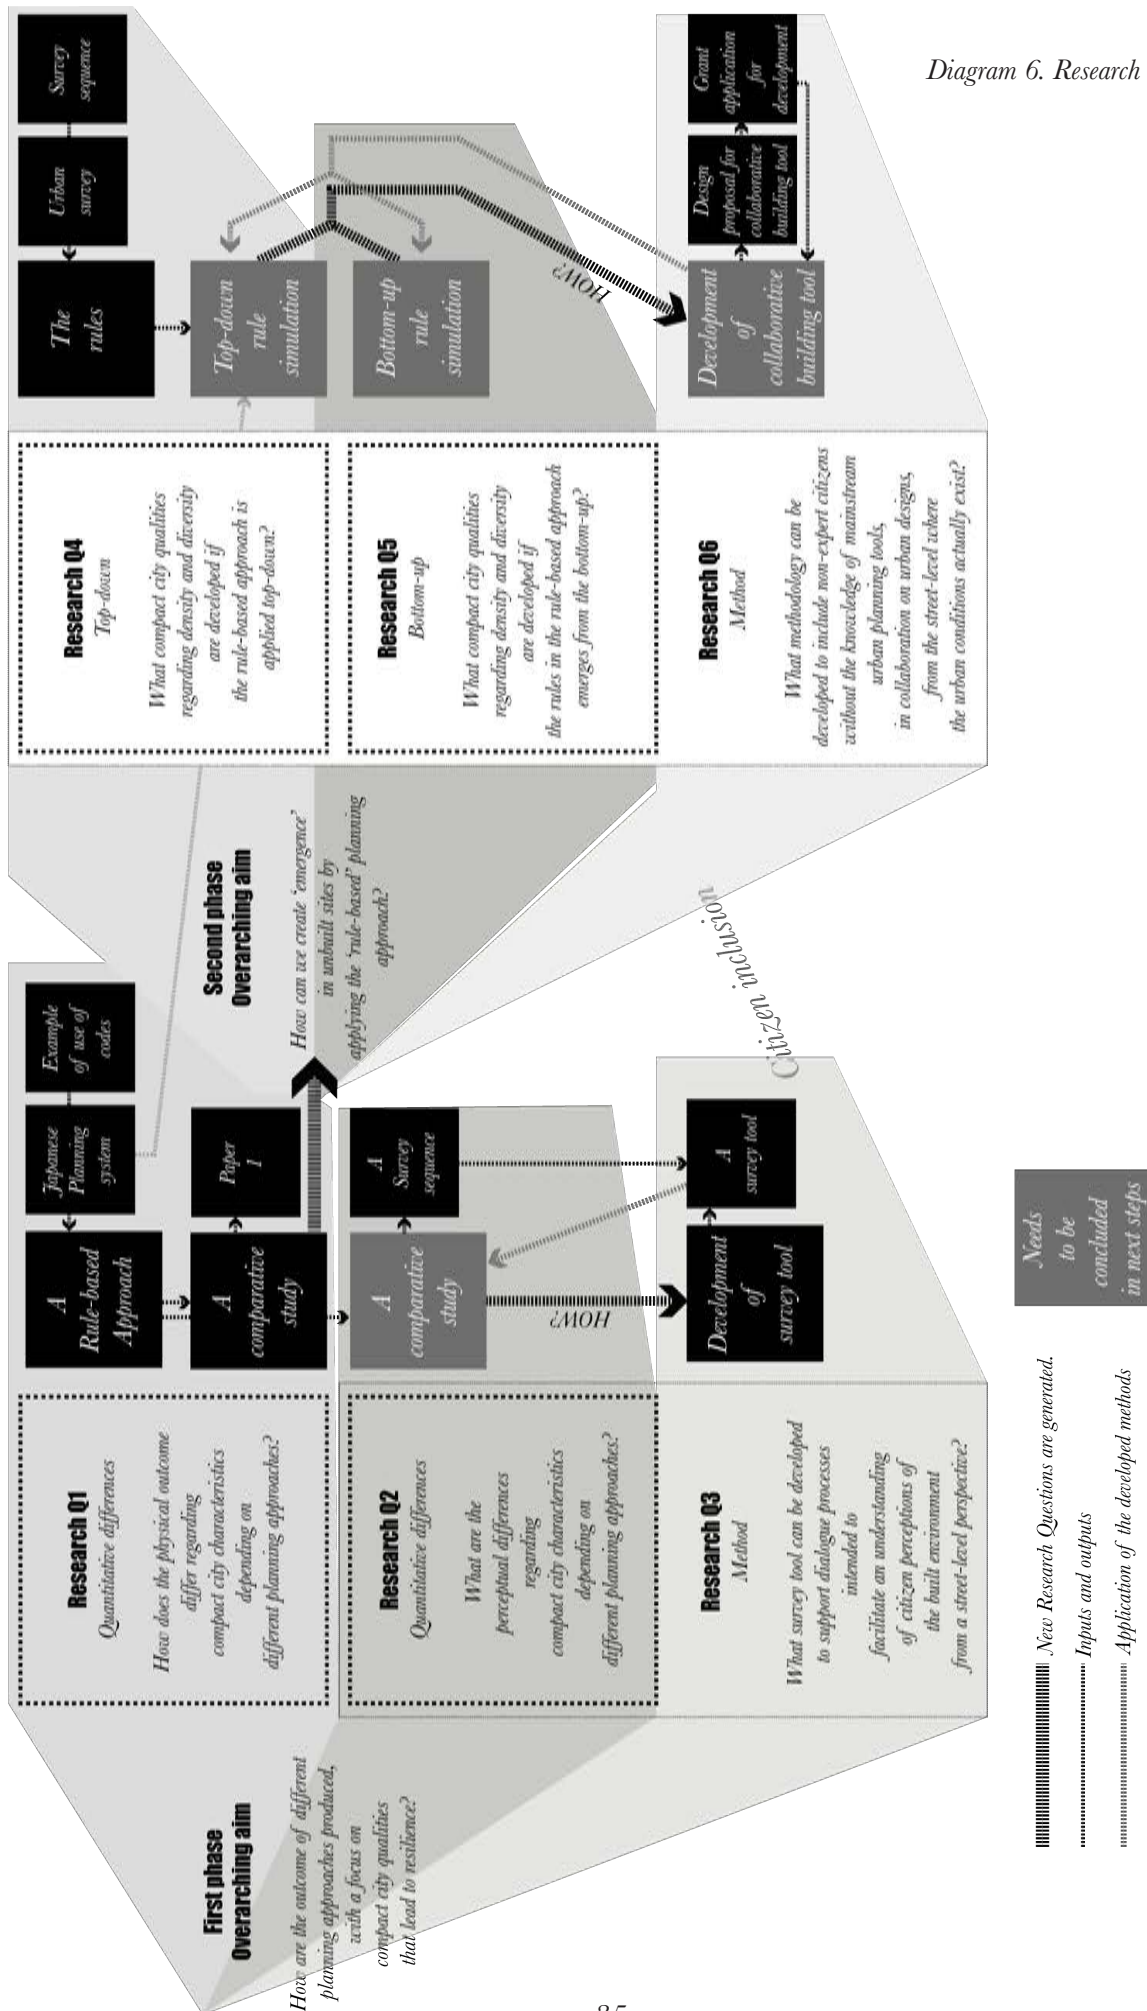 Diagram 6. Research
First phase
Overarching aim
How are the outcome of different
planning approaches produced,
with a focus on
compact city qualities
that lead to resilience?
Research Q1
Quantitative differences
How does the physical outcome
differ regarding
compact city characteristics
depending on
different planning approaches?
Research Q2
Quantitative differences
What are the
perceptual differences
regarding
compact city characteristics
depending on
different planning approaches?
Research Q3
Method
What survey tool can be developed
to support dialogue processes
intended to
facilitate an understanding
of citizen perceptions of
the built environment
from a street-level perspective?
A
Rule-based
Approach
Japanese
Planning
system
Example
of use of
codes
A
comparative
study
Paper
1
A
comparative
study
A
Survey
sequence
HOW?
Development
of
survey tool
A
survey tool
Citizen inclusion
Second phase
Overarching aim
How can we create 'emergence'
in unbuilt sites by
applying the 'rule-based' planning
approach?
Research Q4
Top-down
What compact city qualities
regarding density and diversity
are developed if
the rule-based approach is
applied top-down?
Research Q5
Bottom-up
What compact city qualities
regarding density and diversity
are developed if
the rules in the rule-based approach
emerges from the bottom-up?
Research Q6
Method
What methodology can be
developed to include non-expert citizens
without the knowledge of mainstream
urban planning tools,
in collaboration on urban designs,
from the street-level where
the urban conditions actually exist?
The
rules
Urban
survey
Survey
sequence
Top-down
rule
simulation
Bottom-up
rule
simulation
HOW?
Development
of
collaborative
building tool
Design
proposal for
collaborative
building tool
Grant
application
for
development
New Research Questions are generated.
Inputs and outputs
Application of the developed methods
Needs
to be
concluded
in next steps